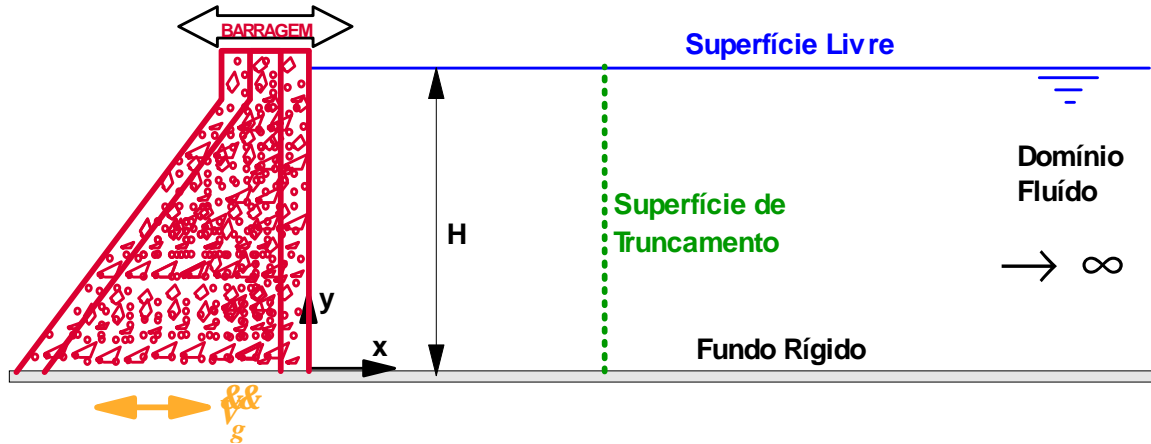 BARRAGEM
Superfície Livre
Domínio
Fluído
Superfície de
Truncamento
H
∞
y
x
Fundo Rígido
&&
V
g